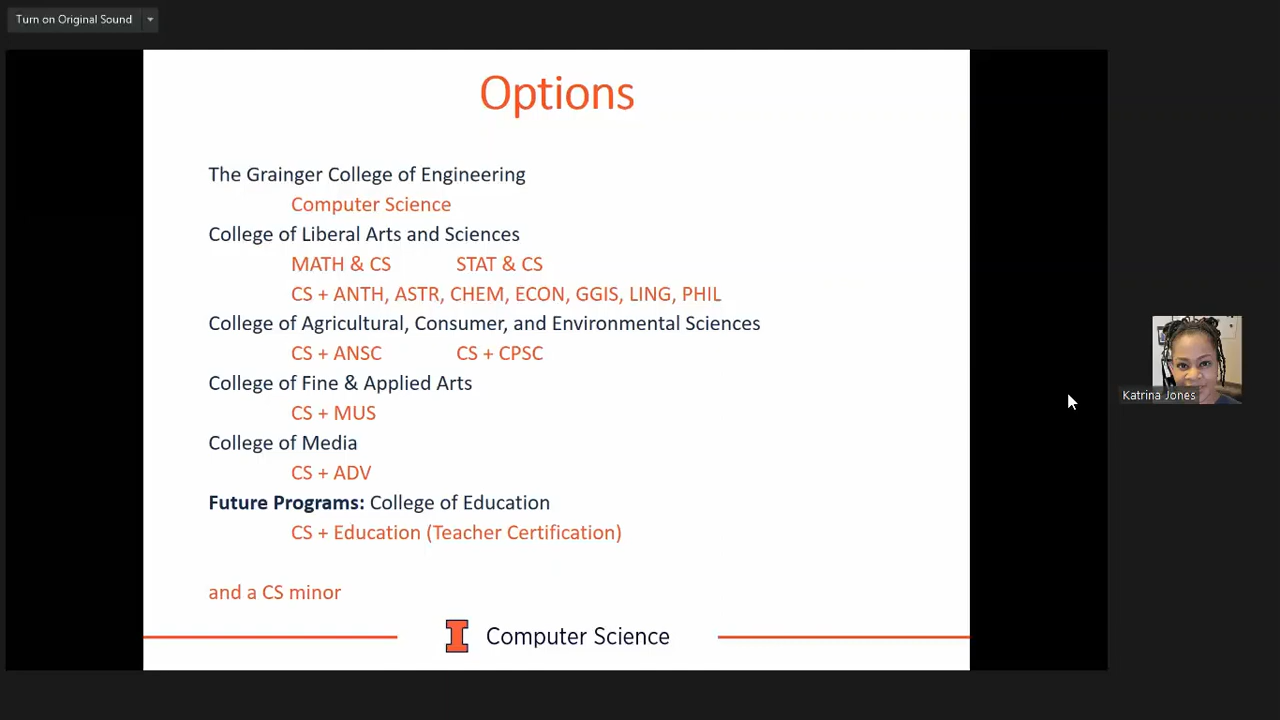 Turn on Original Sound
Options
The Grainger College of Engineering
Computer Science
College of Liberal Arts and Sciences
MATH & CS STAT & CS
CS + ANTH, ASTR, CHEM, ECON, GGIS, LING, PHIL
College of Agricultural, Consumer, and Environmental Sciences
CS + ANSC CS + CPSC
College of Fine & Applied Arts
CS + MUS
College of Media
CS + ADV
Future Programs: College of Education
CS + Education (Teacher Certification)
and a CS minor
I Computer Science
Katrina Jones